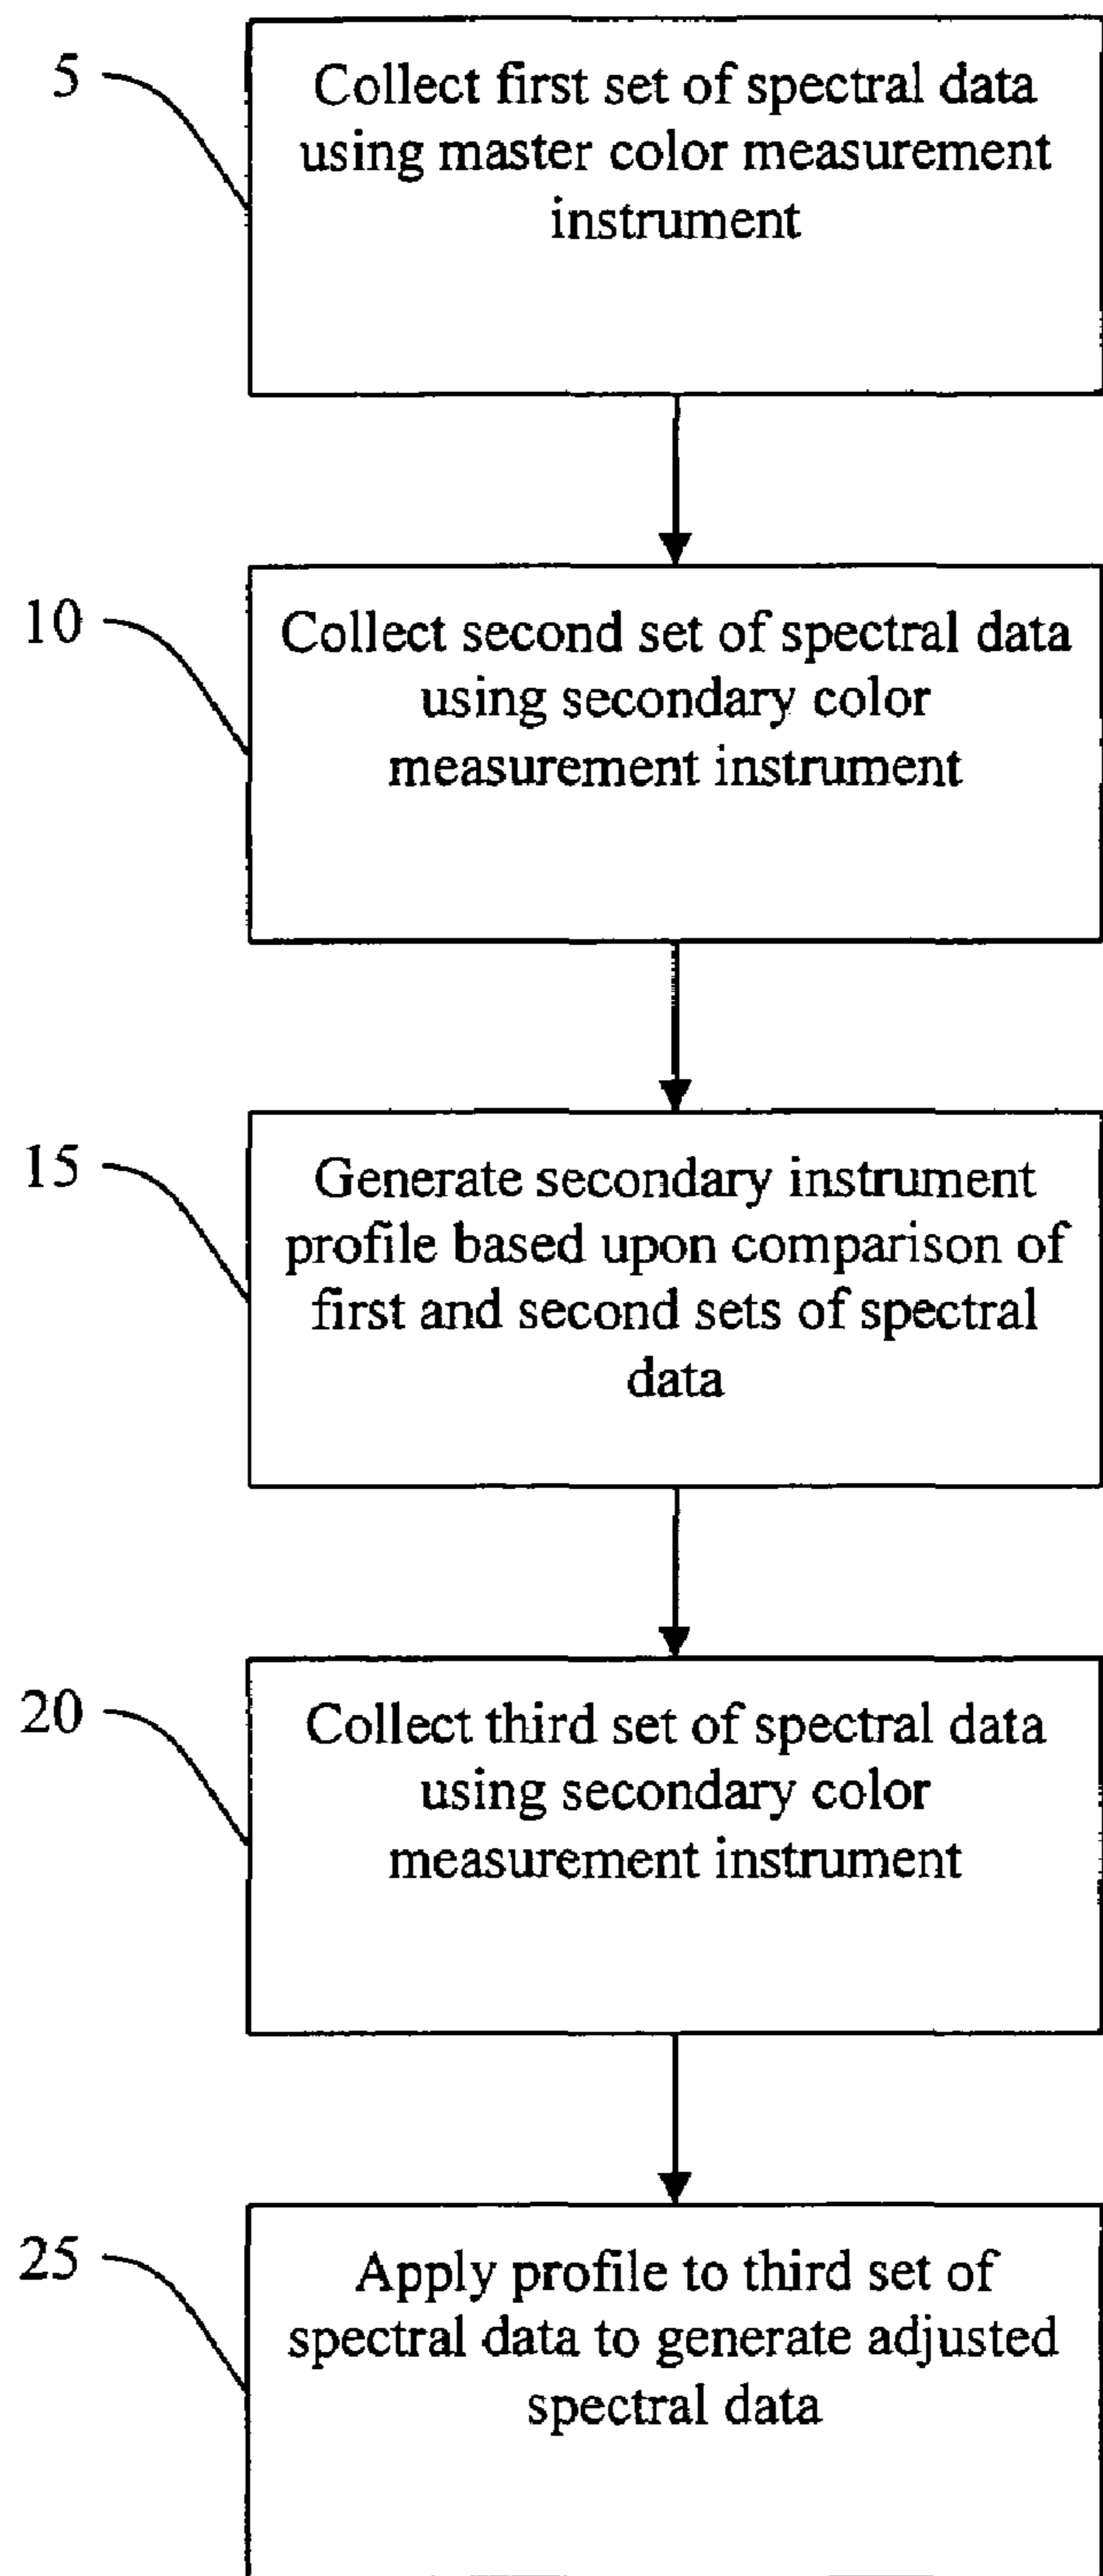 5
Collect first set of spectral data
using master color measurement
instrument
10
Collect second set of spectral data
using secondary color
measurement instrument
15
Generate secondary instrument
profile based upon comparison of
first and second sets of spectral
data
20
Collect third set of spectral data
using secondary color
measurement instrument
25
Apply profile to third set of
spectral data to generate adjusted
spectral data